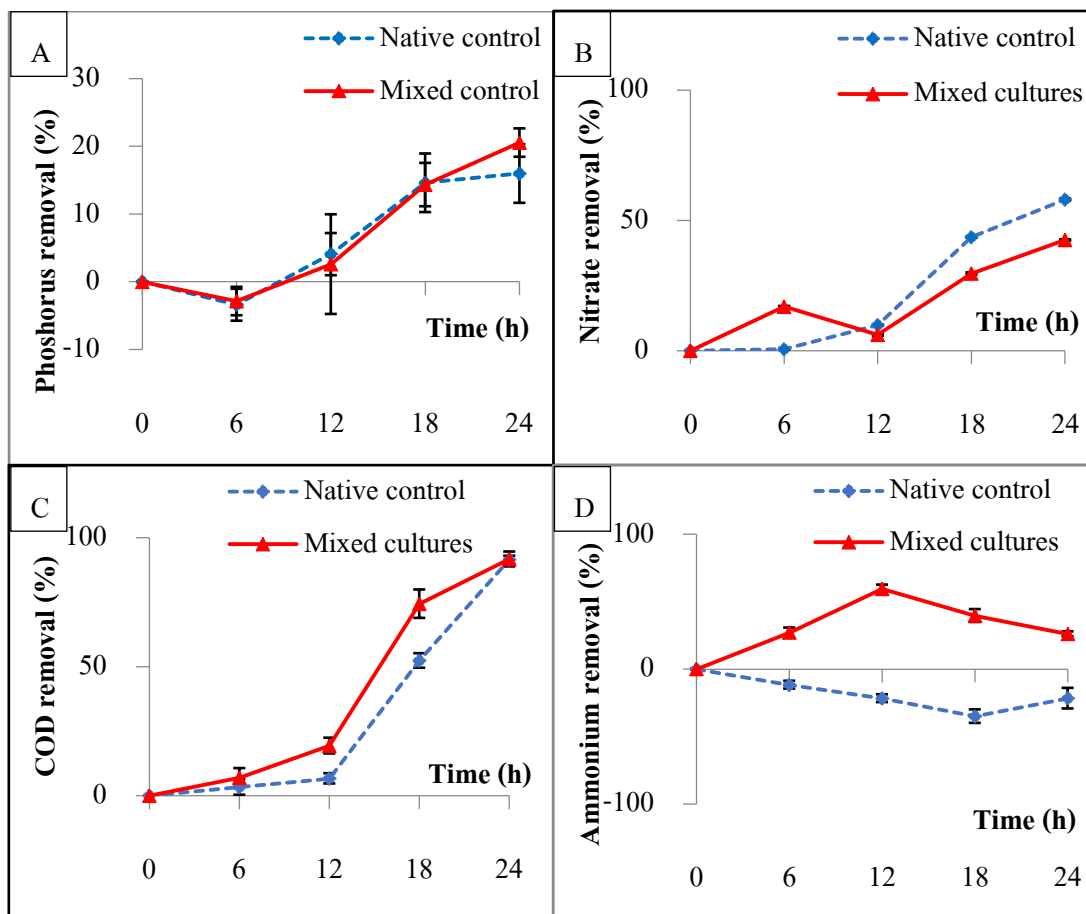 A
Native control
Mixed control
Phoshorus removal (%)
30
20
10
0
-10
Time (h)
0 6 12 18 24
B
Native control
Mixed cultures
Nitrate removal (%)
100
50
0
Time (h)
0 6 12 18 24
C
Native control
Mixed cultures
COD removal (%)
100
50
0
Time (h)
0 6 12 18 24
D
Native control
Mixed cultures
Ammonium removal (%)
100
0
-100
Time (h)
0 6 12 18 24